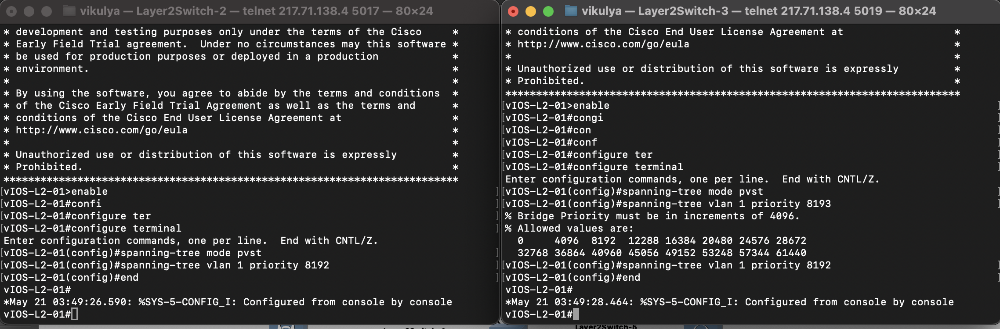 vikulya — Layer2Switch-2 — telnet 217.71.138.4 5017 — 80×24
* development and testing purposes only under the terms of the Cisco *
* Early Field Trial agreement.  Under no circumstances may this software *
* be used for production purposes or deployed in a production *
* environment. *
* *
* By using the software, you agree to abide by the terms and conditions *
* of the Cisco Early Field Trial Agreement as well as the terms and *
* conditions of the Cisco End User License Agreement at *
* http://www.cisco.com/go/eula *
* *
* Unauthorized use or distribution of this software is expressly *
* Prohibited. *
**************************************************************************
[vIOS-L2-01>enable ]
[vIOS-L2-01#confi ]
[vIOS-L2-01#configure ter ]
[vIOS-L2-01#configure terminal ]
Enter configuration commands, one per line.  End with CNTL/Z.
[vIOS-L2-01(config)#spanning-tree mode pvst ]
[vIOS-L2-01(config)#spanning-tree vlan 1 priority 8192 ]
[vIOS-L2-01(config)#end ]
vIOS-L2-01#
*May 21 03:49:26.590: %SYS-5-CONFIG_I: Configured from console by console
vIOS-L2-01#
vikulya — Layer2Switch-3 — telnet 217.71.138.4 5019 — 80×24
* conditions of the Cisco End User License Agreement at *
* http://www.cisco.com/go/eula *
* *
* Unauthorized use or distribution of this software is expressly *
* Prohibited. *
**************************************************************************
[vIOS-L2-01>enable ]
[vIOS-L2-01#congi ]
[vIOS-L2-01#con ]
[vIOS-L2-01#conf ]
[vIOS-L2-01#configure ter ]
[vIOS-L2-01#configure terminal ]
Enter configuration commands, one per line.  End with CNTL/Z.
[vIOS-L2-01(config)#spanning-tree mode pvst ]
[vIOS-L2-01(config)#spanning-tree vlan 1 priority 8193 ]
% Bridge Priority must be in increments of 4096.
% Allowed values are:
0     4096  8192  12288 16384 20480 24576 28672
32768 36864 40960 45056 49152 53248 57344 61440
[vIOS-L2-01(config)#spanning-tree vlan 1 priority 8192 ]
[vIOS-L2-01(config)#end ]
vIOS-L2-01#
*May 21 03:49:28.464: %SYS-5-CONFIG_I: Configured from console by console
vIOS-L2-01#
Layer2Switch-5